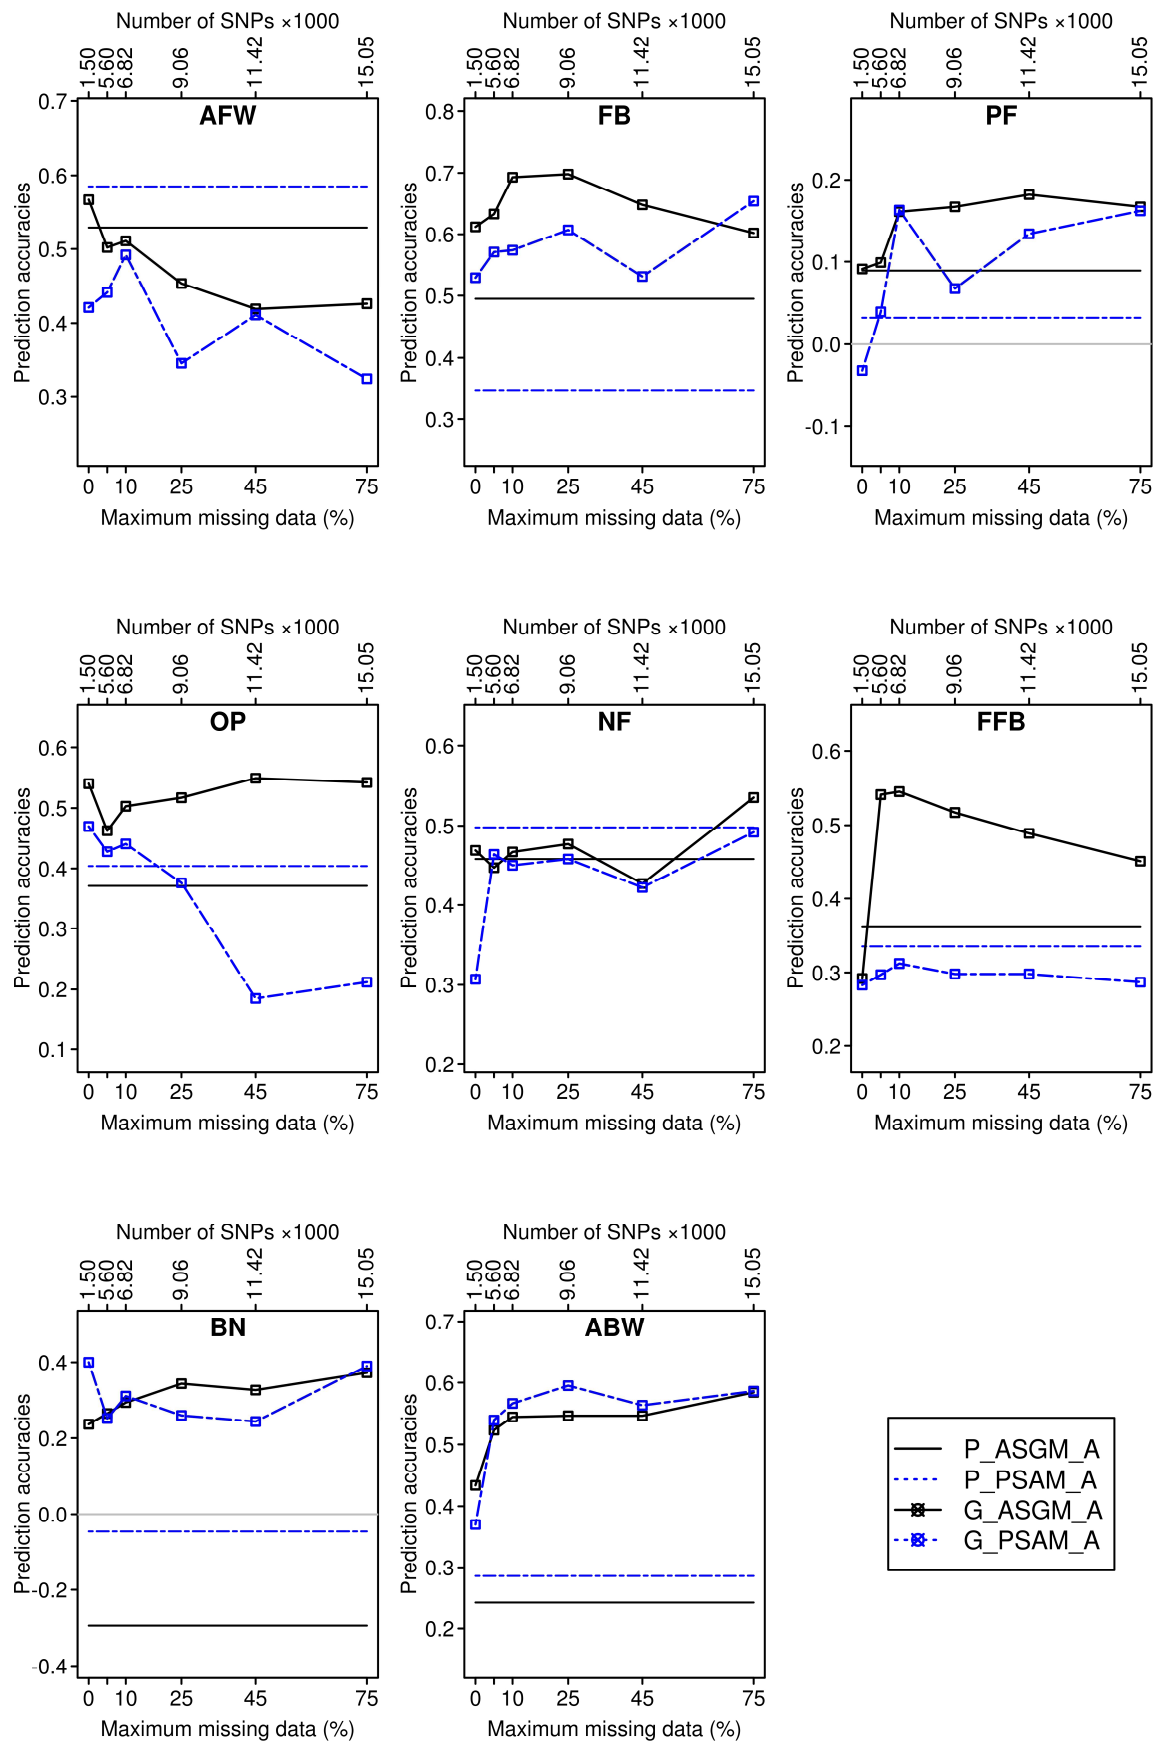 Number of SNPs ×1000 Number of SNPs ×1000 Number of SNPs ×1000
1.50 5.60 6.82 9.06 11.42 15.05 1.50 5.60 6.82 9.06 11.42 15.05 1.50 5.60 6.82 9.06 11.42 15.05
AFW FB PF
Prediction accuracies
0.7
0.6
0.5
0.4
0.3
Prediction accuracies
0.8
0.7
0.6
0.5
0.4
0.3
Prediction accuracies
0.2
0.1
0.0
-0.1
0 10 25 45 75 0 10 25 45 75 0 10 25 45 75
Maximum missing data (%) Maximum missing data (%) Maximum missing data (%)
Number of SNPs ×1000 Number of SNPs ×1000 Number of SNPs ×1000
1.50 5.60 6.82 9.06 11.42 15.05 1.50 5.60 6.82 9.06 11.42 15.05 1.50 5.60 6.82 9.06 11.42 15.05
OP NF FFB
Prediction accuracies
0.6
0.5
0.4
0.3
0.2
0.1
Prediction accuracies
0.6
0.5
0.4
0.3
0.2
Prediction accuracies
0.6
0.5
0.4
0.3
0.2
0 10 25 45 75 0 10 25 45 75 0 10 25 45 75
Maximum missing data (%) Maximum missing data (%) Maximum missing data (%)
Number of SNPs ×1000 Number of SNPs ×1000
1.50 5.60 6.82 9.06 11.42 15.05 1.50 5.60 6.82 9.06 11.42 15.05
BN ABW
Prediction accuracies
0.4
0.2
0.0
-0.2
-0.4
Prediction accuracies
0.7
0.6
0.5
0.4
0.3
0.2
0 10 25 45 75 0 10 25 45 75
Maximum missing data (%) Maximum missing data (%)
P_ASGM_A
P_PSAM_A
G_ASGM_A
G_PSAM_A